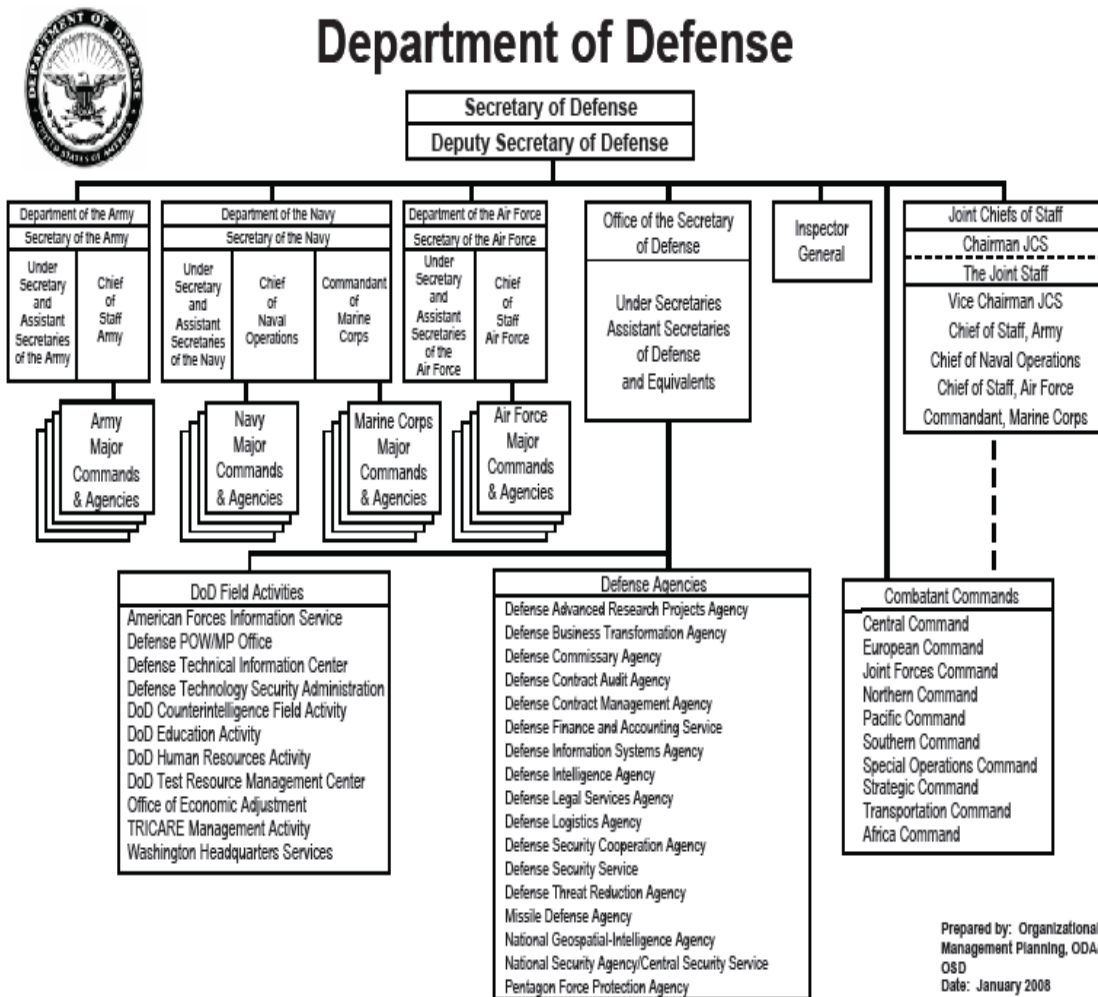 DEPARTMENT OF DEFENSE
UNITED STATES OF AMERICA
Department of Defense
Secretary of Defense
Deputy Secretary of Defense
Department of the Army
Secretary of the Army
Under
Secretary
and
Assistant
Secretaries
of the Army
Chief
of
Staff
Army
Department of the Navy
Secretary of the Navy
Under
Secretary
and
Assistant
Secretaries
of the Navy
Chief
of
Naval
Operations
Commandant
of
Marine
Corps
Department of the Air Force
Secretary of the Air Force
Under
Secretary
and
Assistant
Secretaries
of the
Air Force
Chief
of
Staff
Air Force
Office of the Secretary
of Defense
Under Secretaries
Assistant Secretaries
of Defense
and Equivalents
Inspector
General
Joint Chiefs of Staff
Chairman JCS
The Joint Staff
Vice Chairman JCS
Chief of Staff, Army
Chief of Naval Operations
Chief of Staff, Air Force
Commandant, Marine Corps
Army
Major
Commands
& Agencies
Navy
Major
Commands
& Agencies
Marine Corps
Major
Commands
& Agencies
Air Force
Major
Commands
& Agencies
DoD Field Activities
American Forces Information Service
Defense POW/MP Office
Defense Technical Information Center
Defense Technology Security Administration
DoD Counterintelligence Field Activity
DoD Education Activity
DoD Human Resources Activity
DoD Test Resource Management Center
Office of Economic Adjustment
TRICARE Management Activity
Washington Headquarters Services
Defense Agencies
Defense Advanced Research Projects Agency
Defense Business Transformation Agency
Defense Commissary Agency
Defense Contract Audit Agency
Defense Contract Management Agency
Defense Finance and Accounting Service
Defense Information Systems Agency
Defense Intelligence Agency
Defense Legal Services Agency
Defense Logistics Agency
Defense Security Cooperation Agency
Defense Security Service
Defense Threat Reduction Agency
Missile Defense Agency
National Geospatial-Intelligence Agency
National Security Agency/Central Security Service
Pentagon Force Protection Agency
Combatant Commands
Central Command
European Command
Joint Forces Command
Northern Command
Pacific Command
Southern Command
Special Operations Command
Strategic Command
Transportation Command
Africa Command
Prepared by: Organizational
Management Planning,
OSD
Date: January 2008